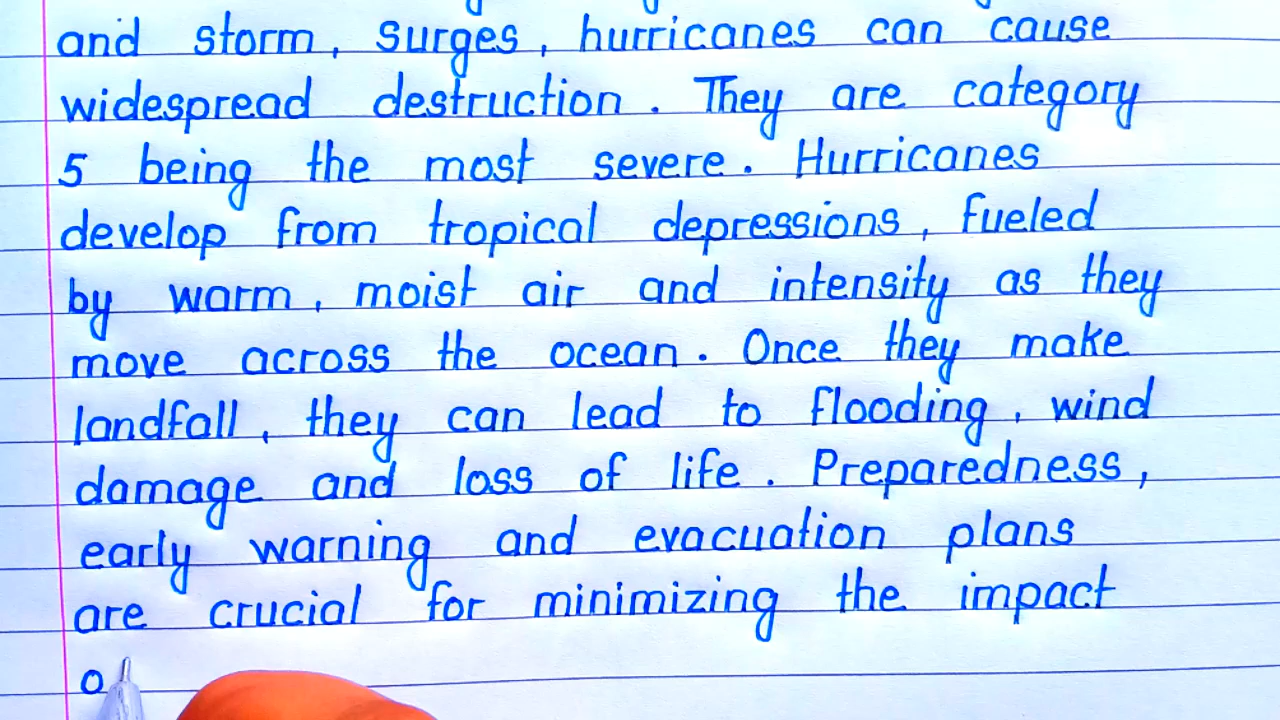 and storm, surges, hurricanes can cause
widespread destruction. They are category
5 being the most severe. Hurricanes
develop from tropical depressions, fueled
by warm, moist air and intensity as they
move across the ocean. Once they make
landfall, they can lead to flooding, wind
damage and loss of life. Preparedness,
early warning and evacuation plans
are crucial for minimizing the impact
o